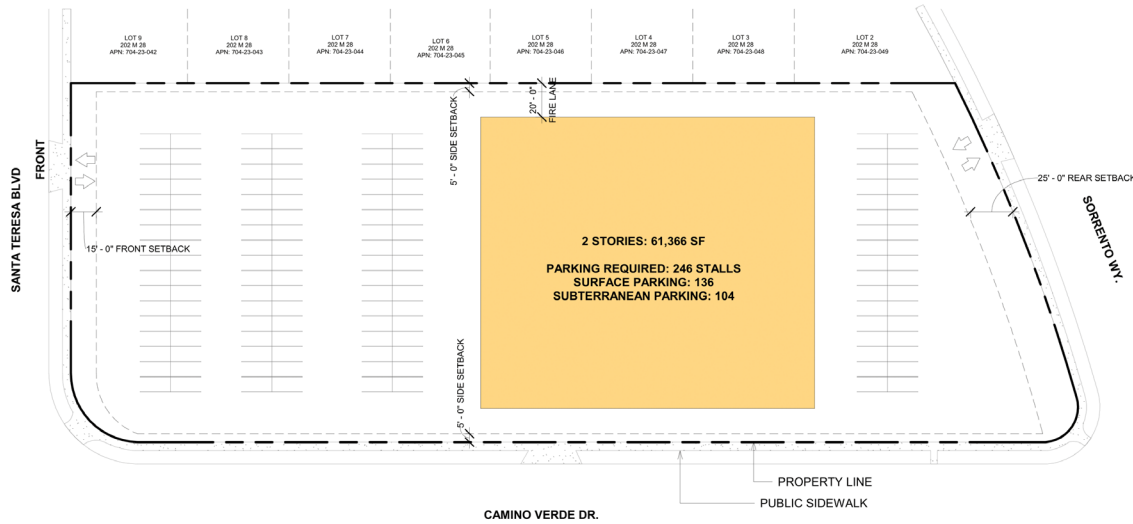 LOT 9
202 M 28
APN: 704-23-042
LOT 8
202 M 28
APN: 704-23-043
LOT 7
202 M 28
APN: 704-23-044
LOT 6
202 M 28
APN: 704-23-045
LOT 5
202 M 28
APN: 704-23-046
LOT 4
202 M 28
APN: 704-23-047
LOT 3
202 M 28
APN: 704-23-048
LOT 2
202 M 28
APN: 704-23-049
SANTA TERESA BLVD
FRONT
5' - 0" SIDE SETBACK
20' - 0"
FIRE LANE
25' - 0" REAR SETBACK
SORRENTO WY.
15' - 0" FRONT SETBACK
2 STORIES: 61,366 SF
PARKING REQUIRED: 246 STALLS
SURFACE PARKING: 136
SUBTERRANEAN PARKING: 104
5' - 0" SIDE SETBACK
PROPERTY LINE
PUBLIC SIDEWALK
CAMINO VERDE DR.